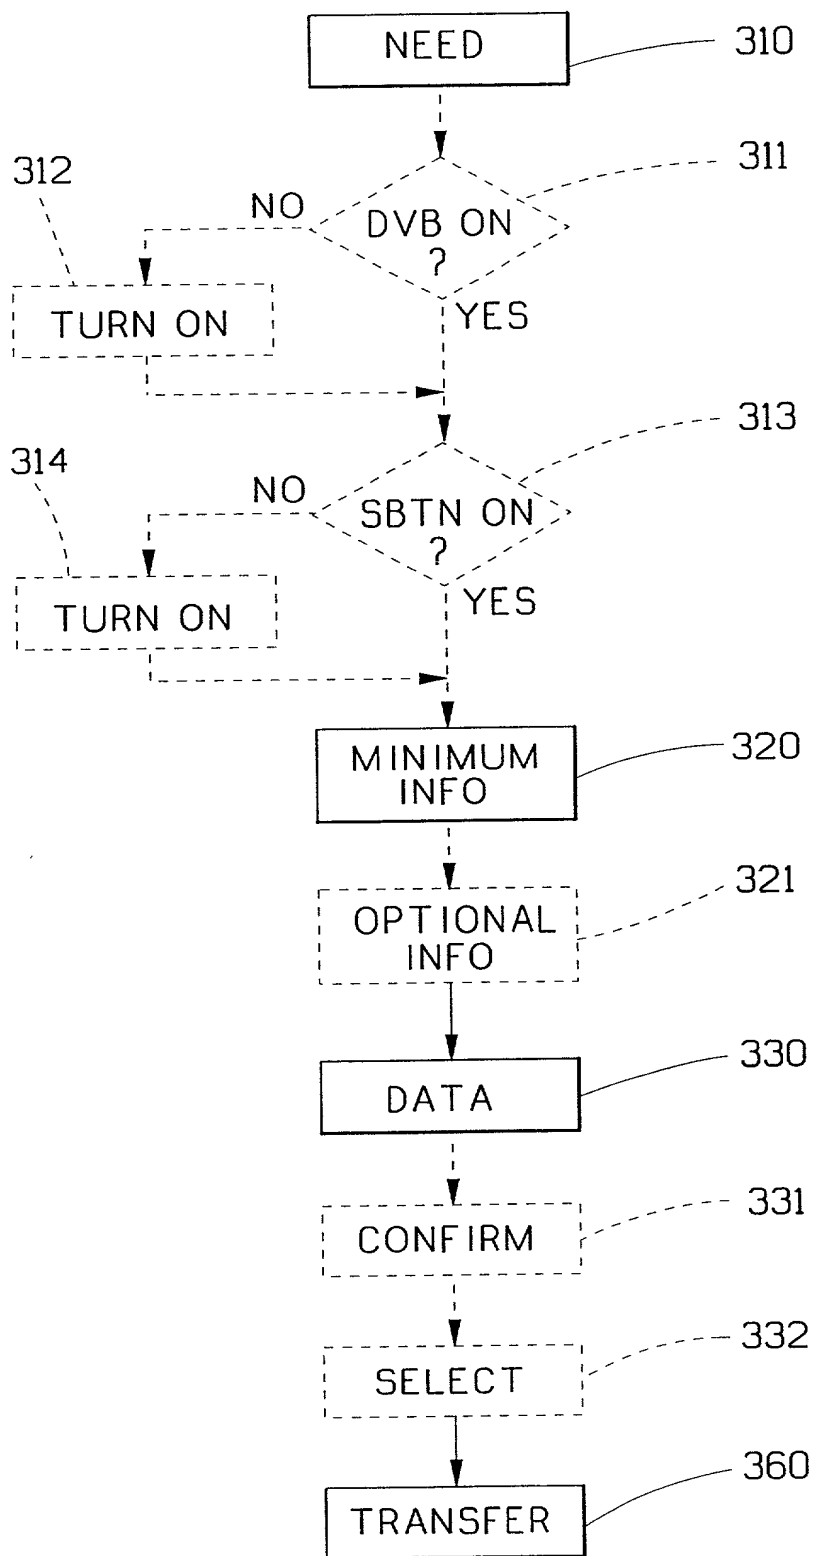 NEED
310
311
312
NO
DVB ON
?
TURN ON
YES
313
314
NO
SBTN ON
?
TURN ON
YES
MINIMUM
INFO
320
321
OPTIONAL
INFO
330
DATA
331
CONFIRM
332
SELECT
360
TRANSFER